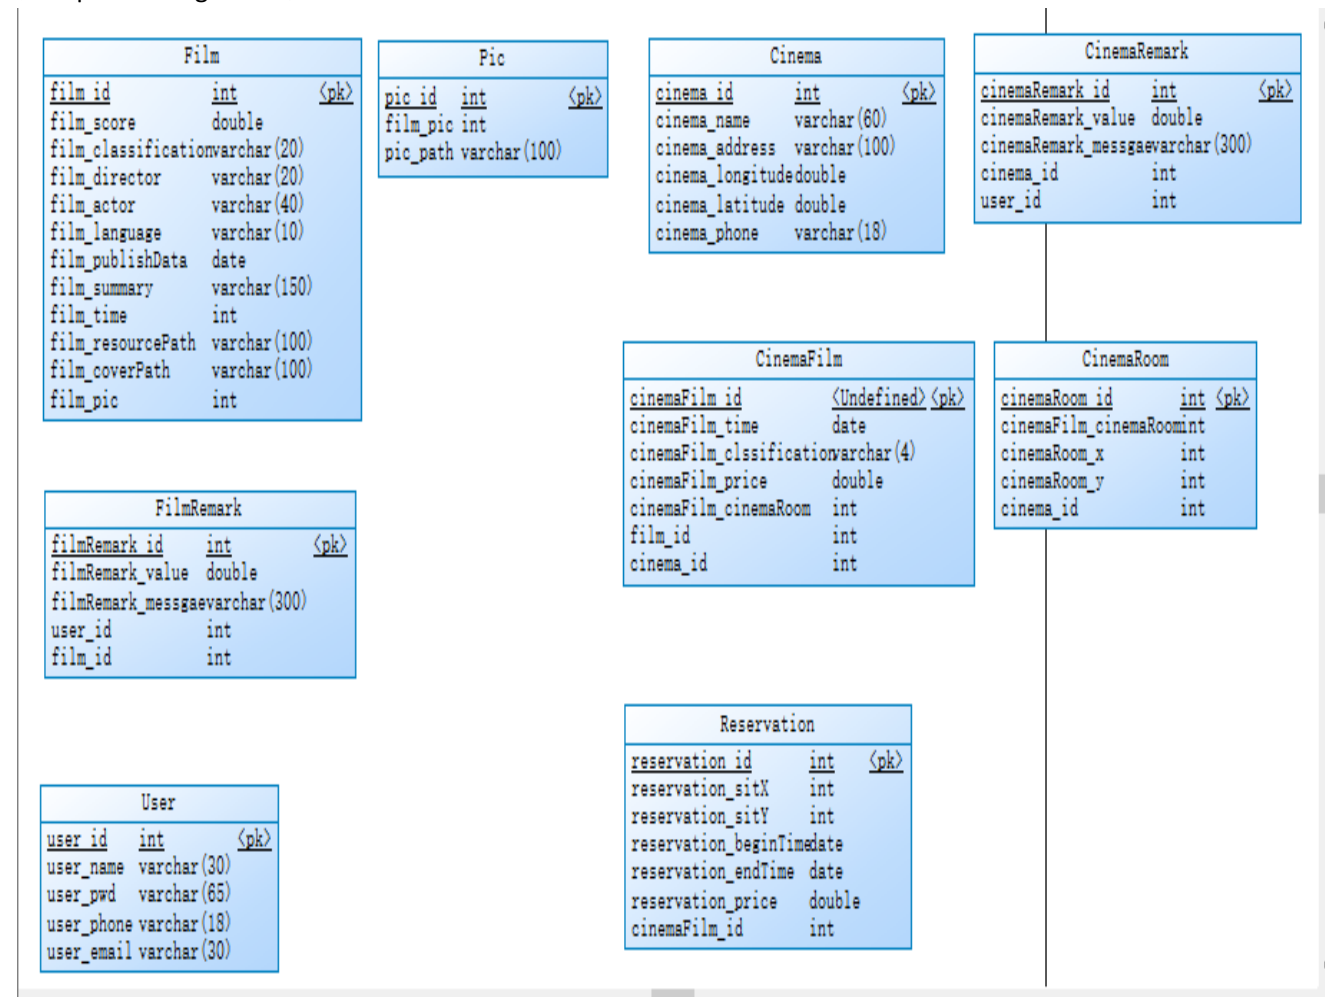 Film
film_id int <pk>
film_score double
film_classificationvarchar(20)
film_director varchar(20)
film_actor varchar(40)
film_language varchar(10)
film_publishData date
film_summary varchar(150)
film_time int
film_resourcePath varchar(100)
film_coverPath varchar(100)
film_pic int
Pic
pic_id int <pk>
film_pic int
pic_path varchar(100)
Cinema
cinema_id int <pk>
cinema_name varchar(60)
cinema_address varchar(100)
cinema_longitudedouble
cinema_latitude double
cinema_phone varchar(18)
CinemaRemark
cinemaRemark_id int <pk>
cinemaRemark_value double
cinemaRemark_messgaevarchar(300)
cinema_id int
user_id int
CinemaFilm
cinemaFilm_id <Undefined> <pk>
cinemaFilm_time date
cinemaFilm_clssificationvarchar(4)
cinemaFilm_price double
cinemaFilm_cinemaRoom int
film_id int
cinema_id int
CinemaRoom
cinemaRoom_id int <pk>
cinemaFilm_cinemaRoomint
cinemaRoom_x int
cinemaRoom_y int
cinema_id int
FilmRemark
filmRemark_id int <pk>
filmRemark_value double
filmRemark_messgaevarchar(300)
user_id int
film_id int
Reservation
reservation_id int <pk>
reservation_sitX int
reservation_sitY int
reservation_beginTimedate
reservation_endTime date
reservation_price double
cinemaFilm_id int
User
user_id int <pk>
user_name varchar(30)
user_pwd varchar(65)
user_phone varchar(18)
user_email varchar(30)